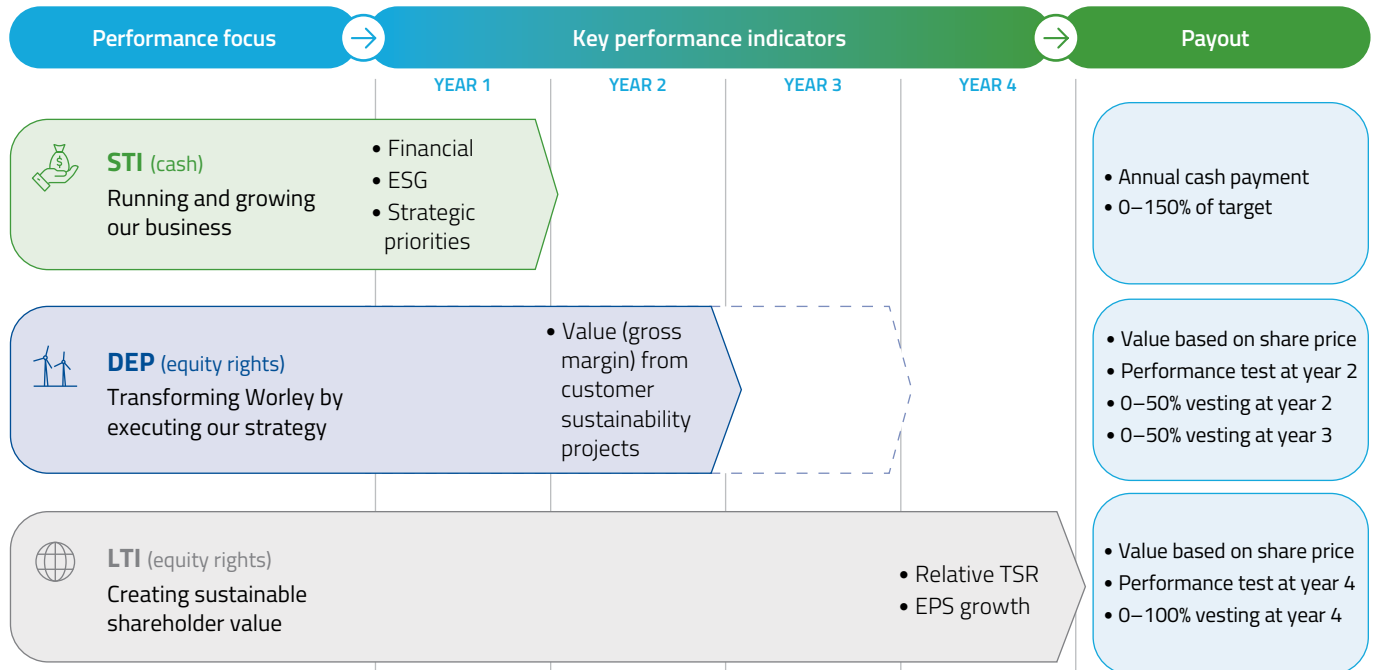 Performance focus
Key performance indicators
Payout
YEAR 1
YEAR 2
YEAR 3
YEAR 4
STI (cash)
Running and growing
our business
• Financial
• ESG
• Strategic
priorities
• Annual cash payment
• 0–150% of target
DEP (equity rights)
Transforming Worley by
executing our strategy
• Value (gross
margin) from
customer
sustainability
projects
• Value based on share price
• Performance test at year 2
• 0–50% vesting at year 2
• 0–50% vesting at year 3
LTI (equity rights)
Creating sustainable
shareholder value
• Relative TSR
• EPS growth
• Value based on share price
• Performance test at year 4
• 0–100% vesting at year 4